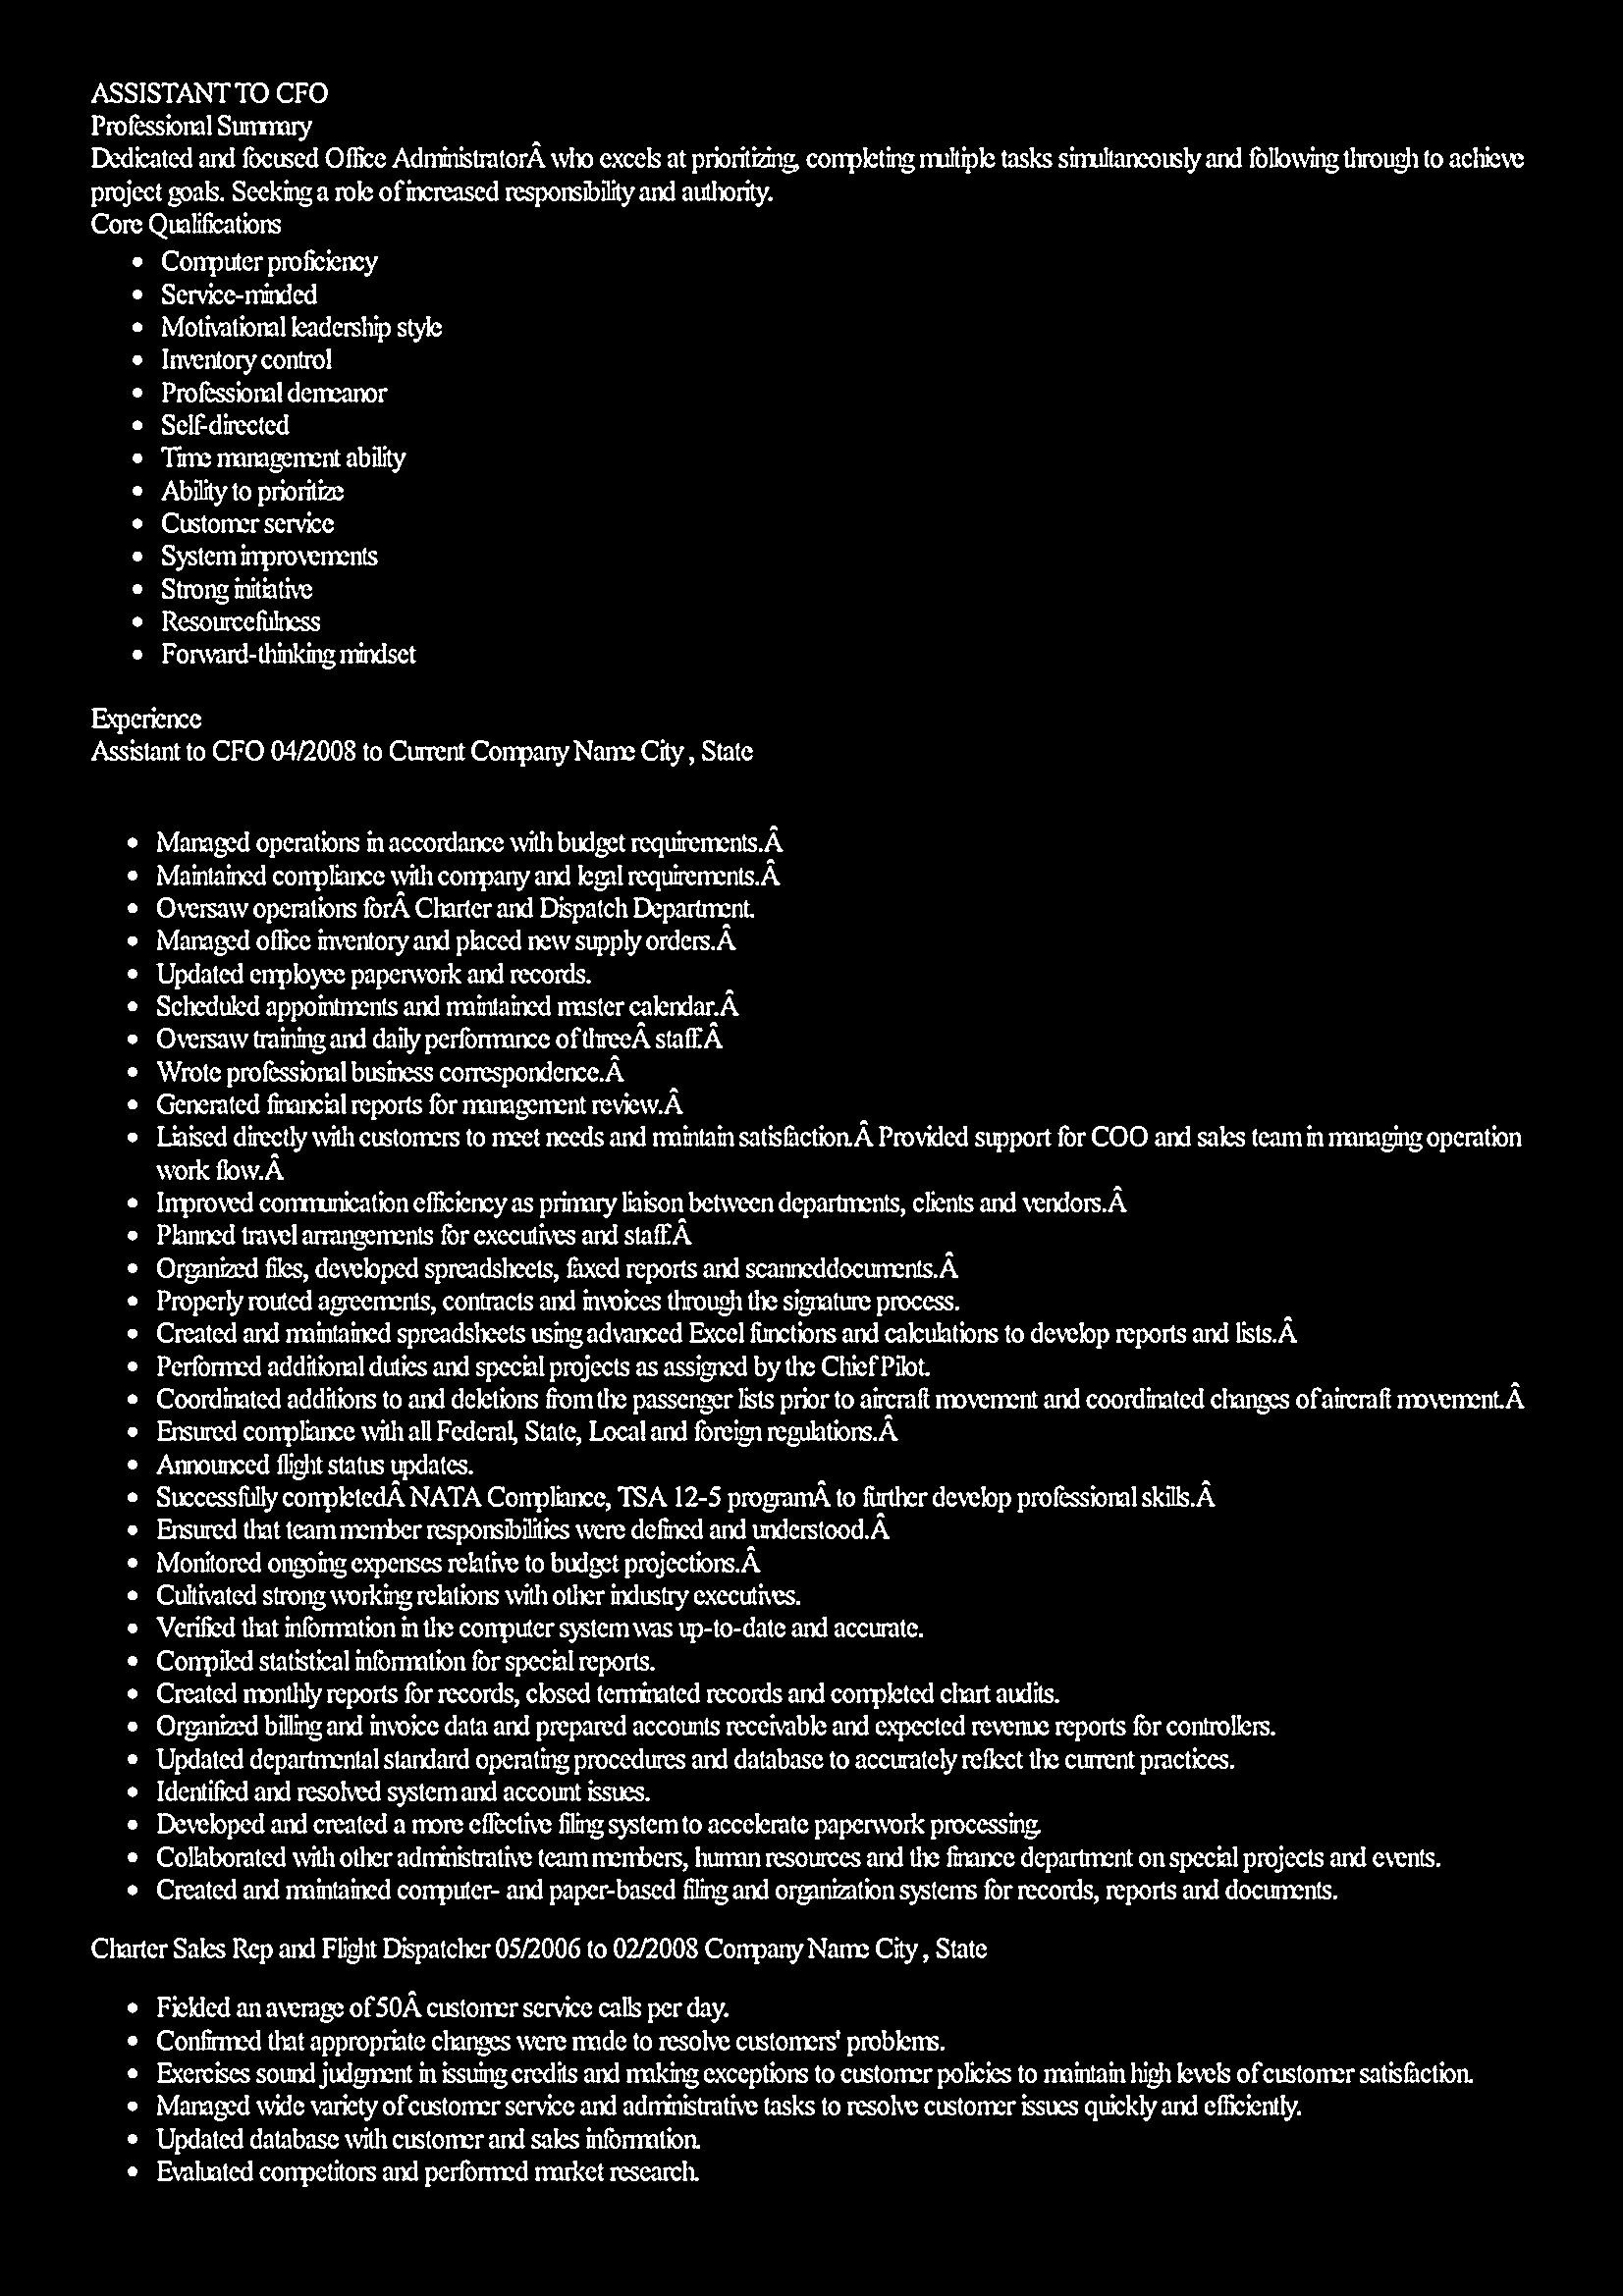 ASSISTANT TO CFO
Professional Summary
Dedicated and focused Office AdministratorÂ who excels at prioritizing, completing multiple tasks simultaneously and following through to achieve
project goals. Seeking a role of increased responsibility and authority.
Core Qualifications
• Computer proficiency
• Service-minded
• Motivational leadership style
• Inventory control
• Professional demeanor
• Self-directed
• Time management ability
• Ability to prioritize
• Customer service
• System improvements
• Strong initiative
• Resourcefulness
• Forward-thinking mindset
Experience
Assistant to CFO 04/2008 to Current Company Name City , State
• Managed operations in accordance with budget requirements.Â
• Maintained compliance with company and legal requirements.Â
• Oversaw operations forÂ Charter and Dispatch Department.
• Managed office inventory and placed new supply orders.Â
• Updated employee paperwork and records.
• Scheduled appointments and maintained master calendar.Â
• Oversaw training and daily performance of threeÂ staff.Â
• Wrote professional business correspondence.Â
• Generated financial reports for management review.Â
• Liaised directly with customers to meet needs and maintain satisfaction.Â Provided support for COO and sales team in managing operation
work flow.Â
• Improved communication efficiency as primary liaison between departments, clients and vendors.Â
• Planned travel arrangements for executives and staff.Â
• Organized files, developed spreadsheets, faxed reports and scanneddocuments.Â
• Properly routed agreements, contracts and invoices through the signature process.
• Created and maintained spreadsheets using advanced Excel functions and calculations to develop reports and lists.Â
• Performed additional duties and special projects as assigned by the Chief Pilot.
• Coordinated additions to and deletions from the passenger lists prior to aircraft movement and coordinated changes of aircraft movement.Â
• Ensured compliance with all Federal, State, Local and foreign regulations.Â
• Announced flight status updates.
• Successfully completedÂ NATA Compliance, TSA 12-5 programÂ to further develop professional skills.Â
• Ensured that team member responsibilities were defined and understood.Â
• Monitored ongoing expenses relative to budget projections.Â
• Cultivated strong working relations with other industry executives.
• Verified that information in the computer system was up-to-date and accurate.
• Compiled statistical information for special reports.
• Created monthly reports for records, closed terminated records and completed chart audits.
• Organized billing and invoice data and prepared accounts receivable and expected revenue reports for controllers.
• Updated departmental standard operating procedures and database to accurately reflect the current practices.
• Identified and resolved system and account issues.
• Developed and created a more effective filing system to accelerate paperwork processing.
• Collaborated with other administrative team members, human resources and the finance department on special projects and events.
• Created and maintained computer- and paper-based filing and organization systems for records, reports and documents.
Charter Sales Rep and Flight Dispatcher 05/2006 to 02/2008 Company Name City , State
• Fielded an average of 50Â customer service calls per day.
• Confirmed that appropriate changes were made to resolve customers' problems.
• Exercises sound judgment in issuing credits and making exceptions to customer policies to maintain high levels of customer satisfaction.
• Managed wide variety of customer service and administrative tasks to resolve customer issues quickly and efficiently.
• Updated database with customer and sales information.
• Evaluated competitors and performed market research.